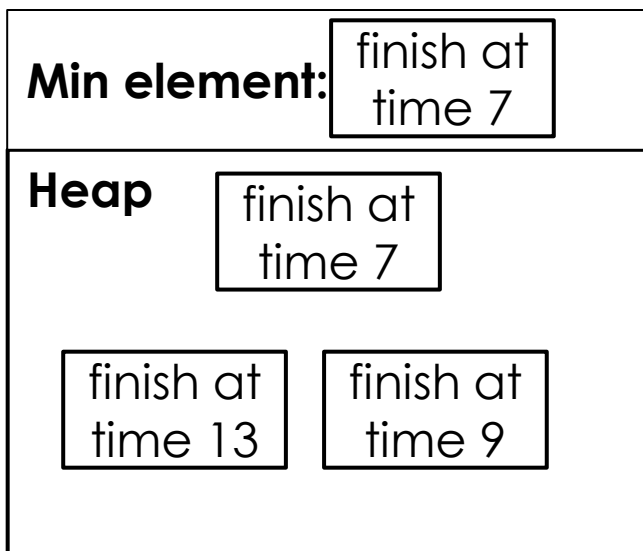 Min element:
finish at
time 7
Heap
finish at
time 7
finish at
time 13
finish at
time 9